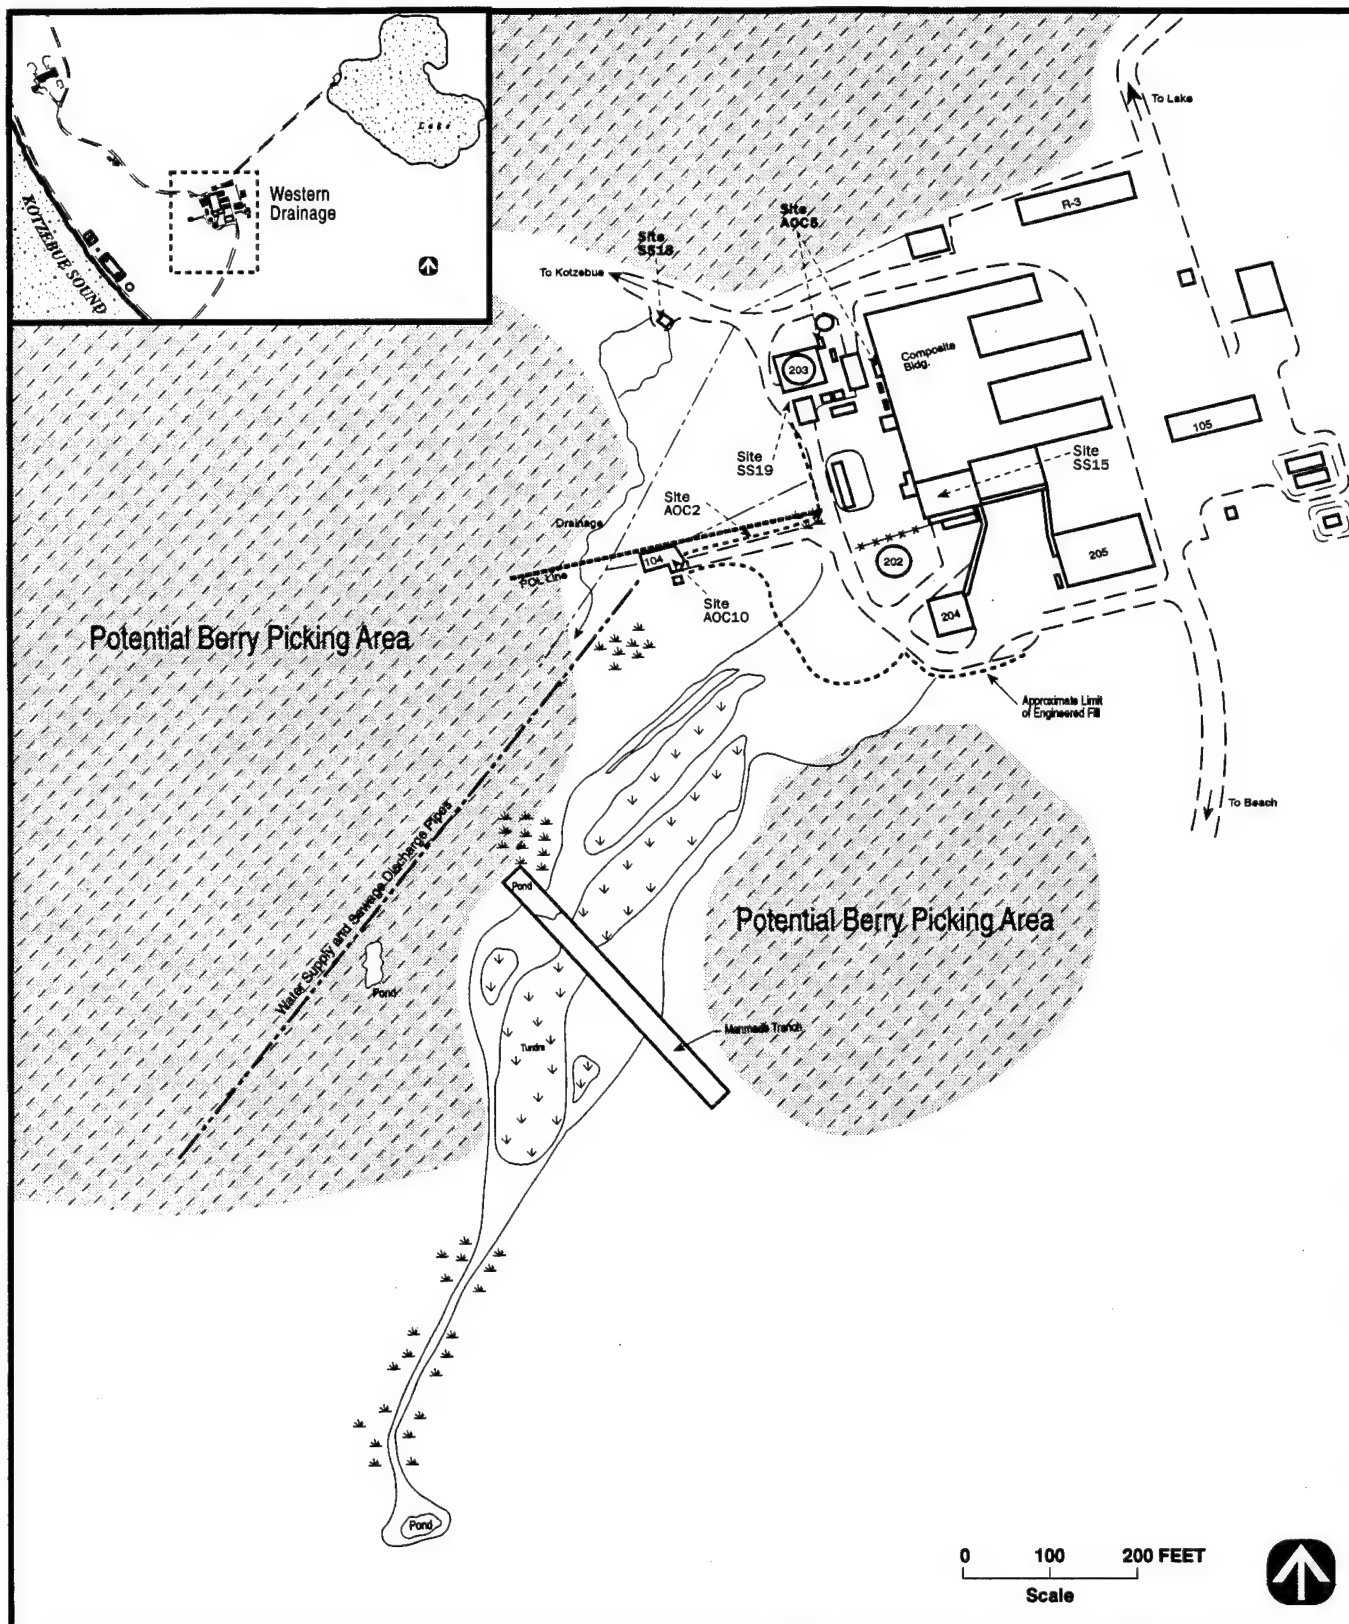 Lake
Western
Drainage
KOTZEBUE SOUND
To Lake
R-3
Site
AOC5
Site
SS18
To Kotzebue
Composite
Bldg.
203
105
Site
SS19
Site
SS15
Site
AOC2
Drainage
104
POL Line
202
205
204
Site
AOC10
Potential Berry Picking Area
Approximate Limit
of Engineered Fill
To Beach
Water Supply and Sewage Discharge Pipes
Pond
Potential Berry Picking Area
Pond
Manmade Trench
Tundra
Pond
0 100 200 FEET
Scale